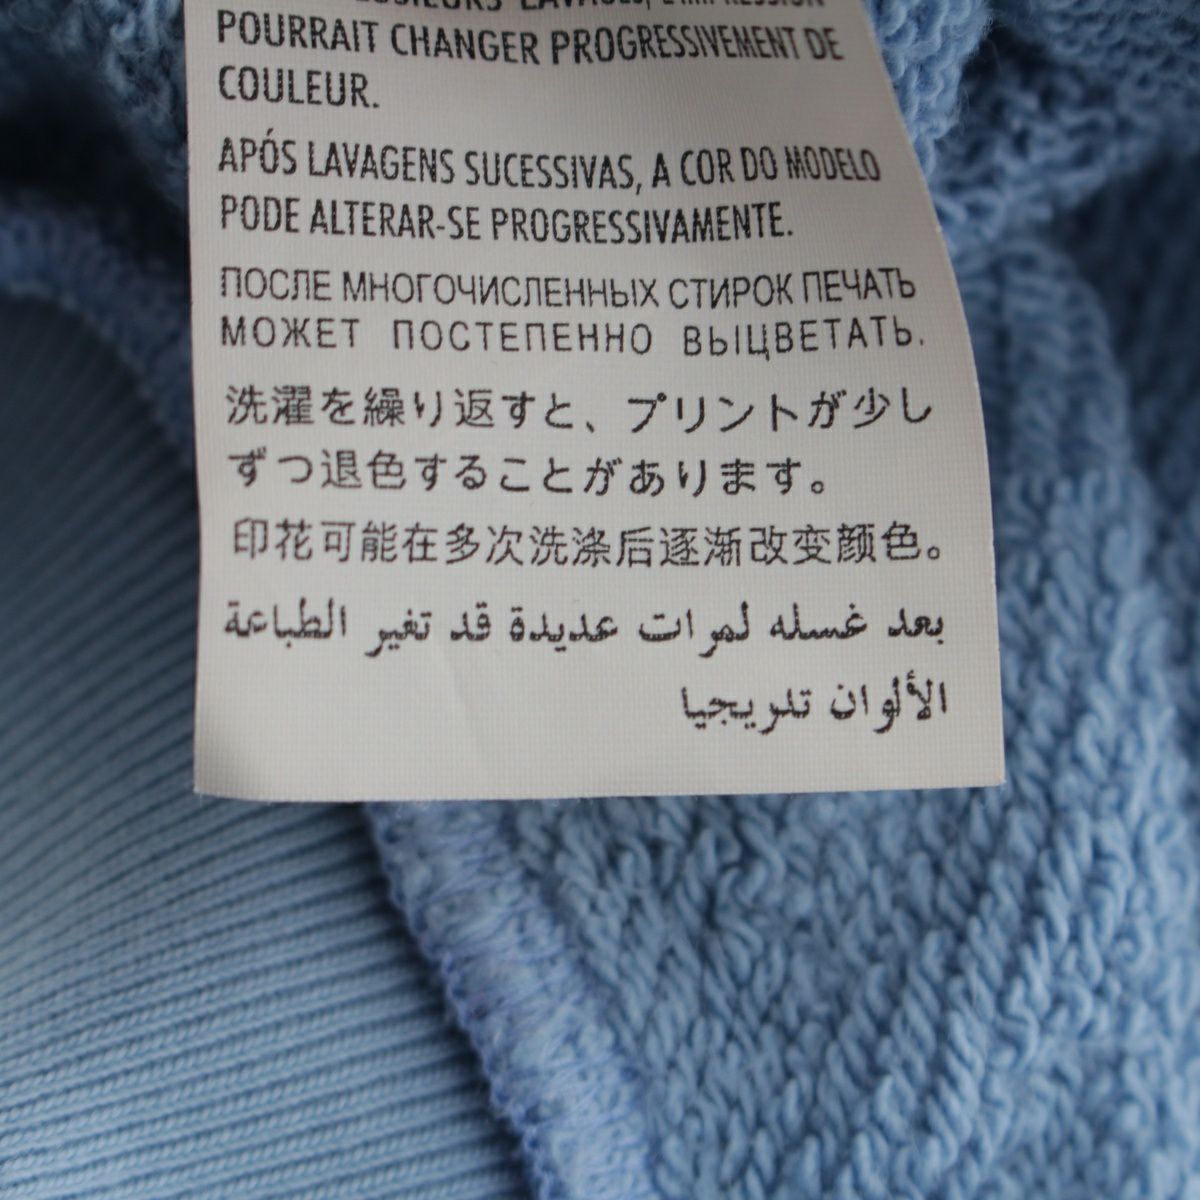 PLUSIEURS LAVAGES, L'IMPRESSION
POURRAIT CHANGER PROGRESSIVEMENT DE
COULEUR.
APÓS LAVAGENS SUCESSIVAS, A COR DO MODELO
PODE ALTERAR-SE PROGRESSIVAMENTE.
ПОСЛЕ МНОГОЧИСЛЕННЫХ СТИРОК ПЕЧАТЬ
МОЖЕТ ПОСТЕПЕННО ВЫЦВЕТАТЬ.
洗濯を繰り返すと、プリントが少し
ずつ退色することがあります。
印花可能在多次洗涤后逐渐改变颜色。
بعد غسله لمرات عديدة قد تغير الطباعة
الألوان تدريجيا